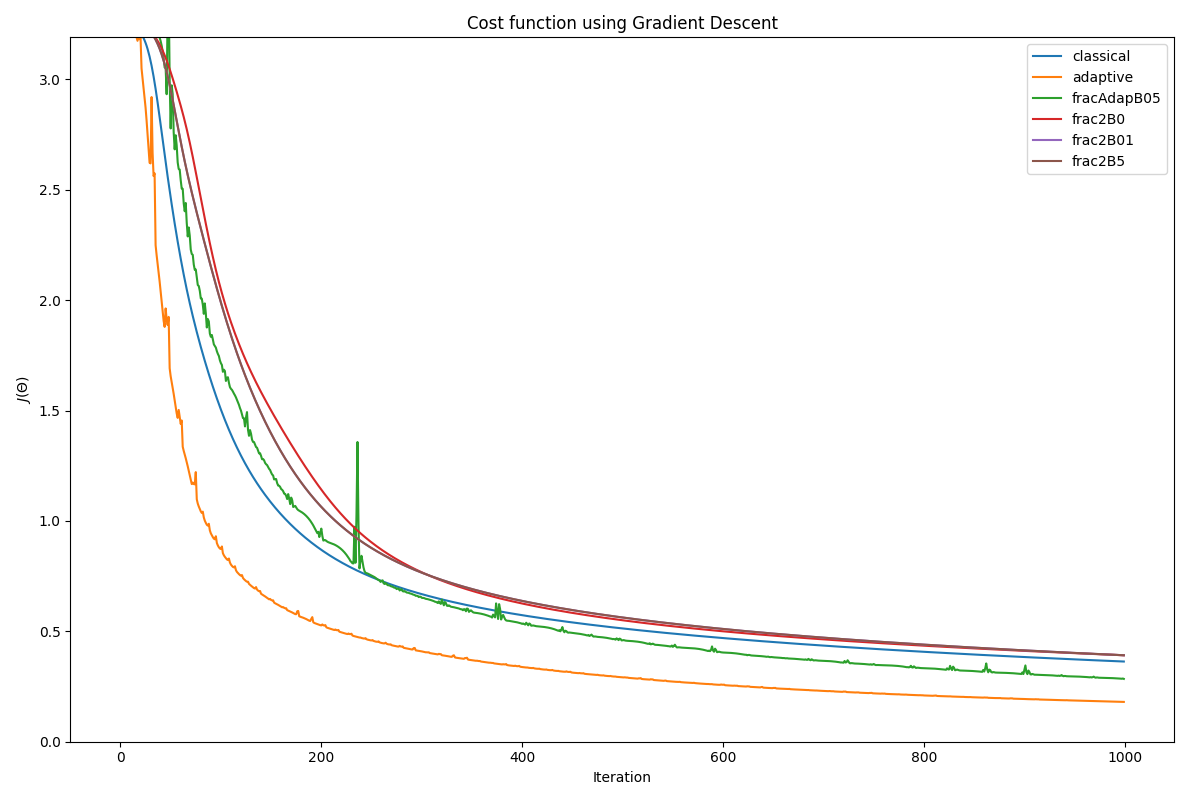 Cost function using Gradient Descent
classical
adaptive
fracAdapB05
frac2B0
frac2B01
frac2B5
3.0
2.5
2.0
1.5
1.0
0.5
0.0
J(Θ)
0 200 400 600 800 1000
Iteration